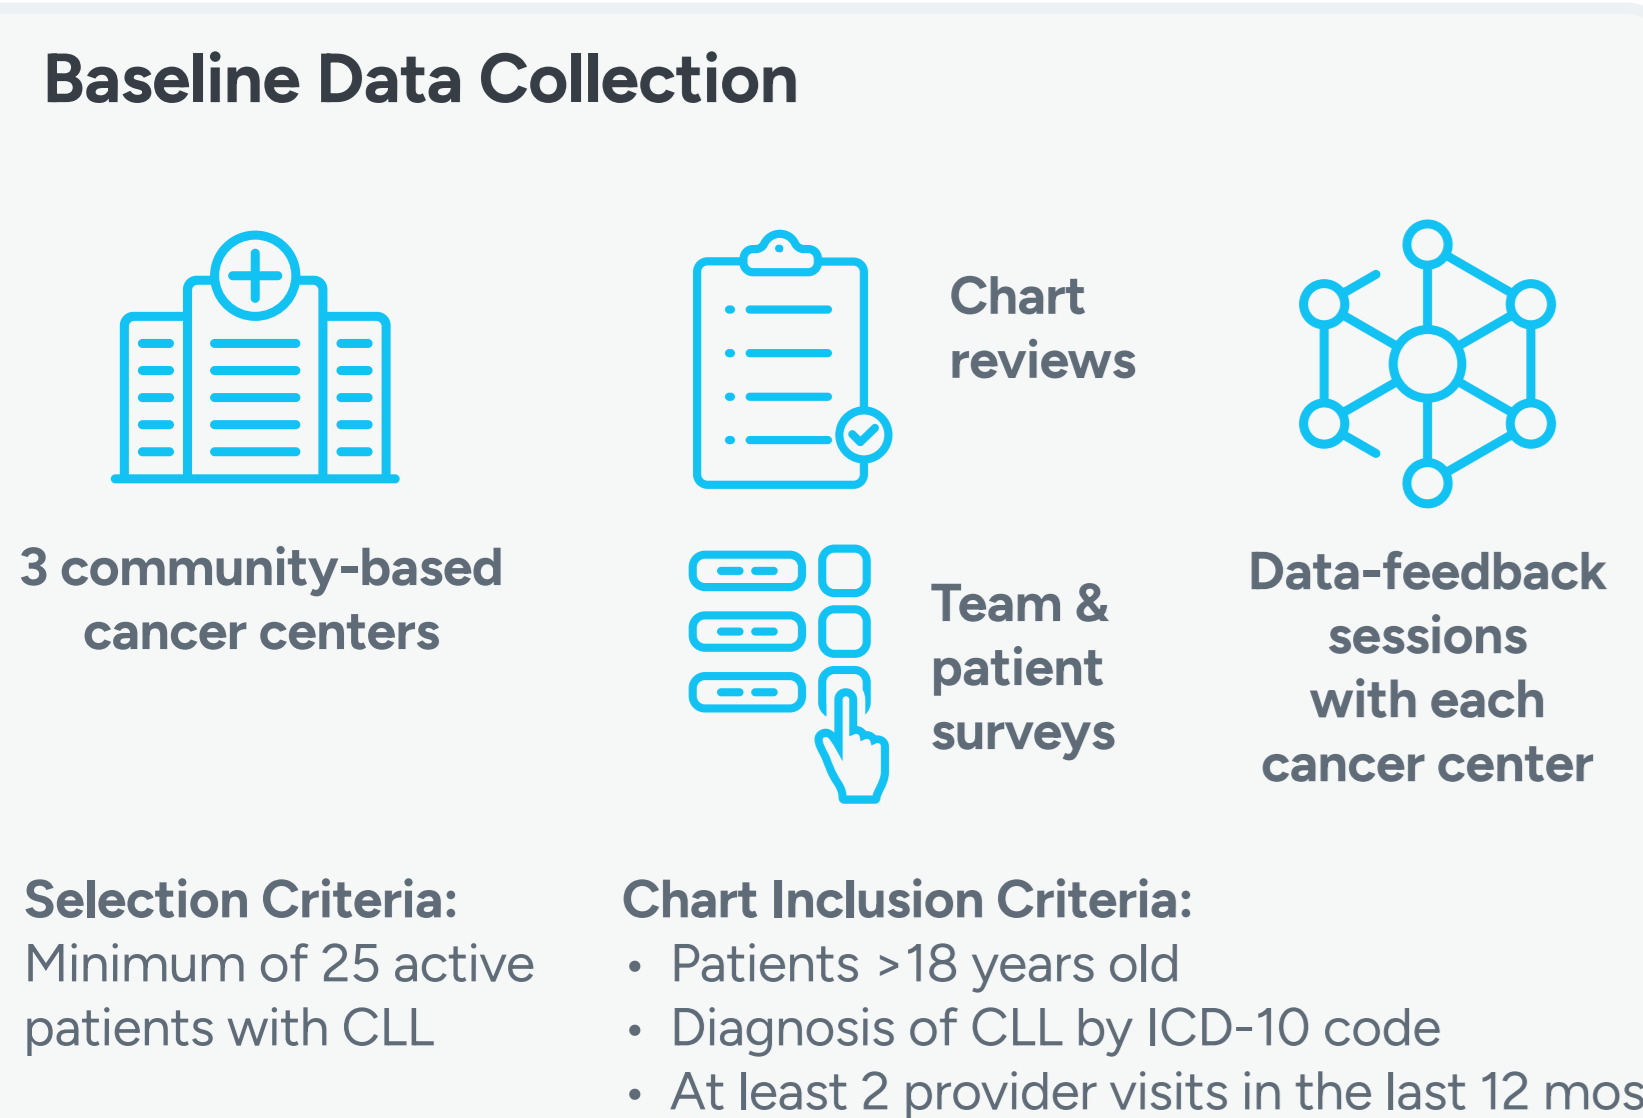 Baseline Data Collection
3 community-based
cancer centers
Chart
reviews
Team &
patient
surveys
Data-feedback
sessions
with each
cancer center
Selection Criteria:
Minimum of 25 active
patients with CLL
Chart Inclusion Criteria:
• Patients >18 years old
• Diagnosis of CLL by ICD-10 code
• At least 2 provider visits in the last 12 mos